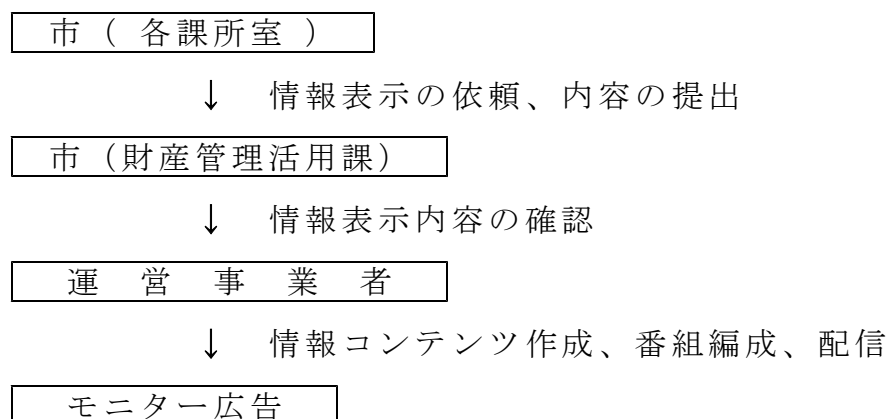 市（各課所室）
↓ 情報表示の依頼、内容の提出
市（財産管理活用課）
↓ 情報表示内容の確認
運営事業者
↓ 情報コンテンツ作成、番組編成、配信
モニター広告